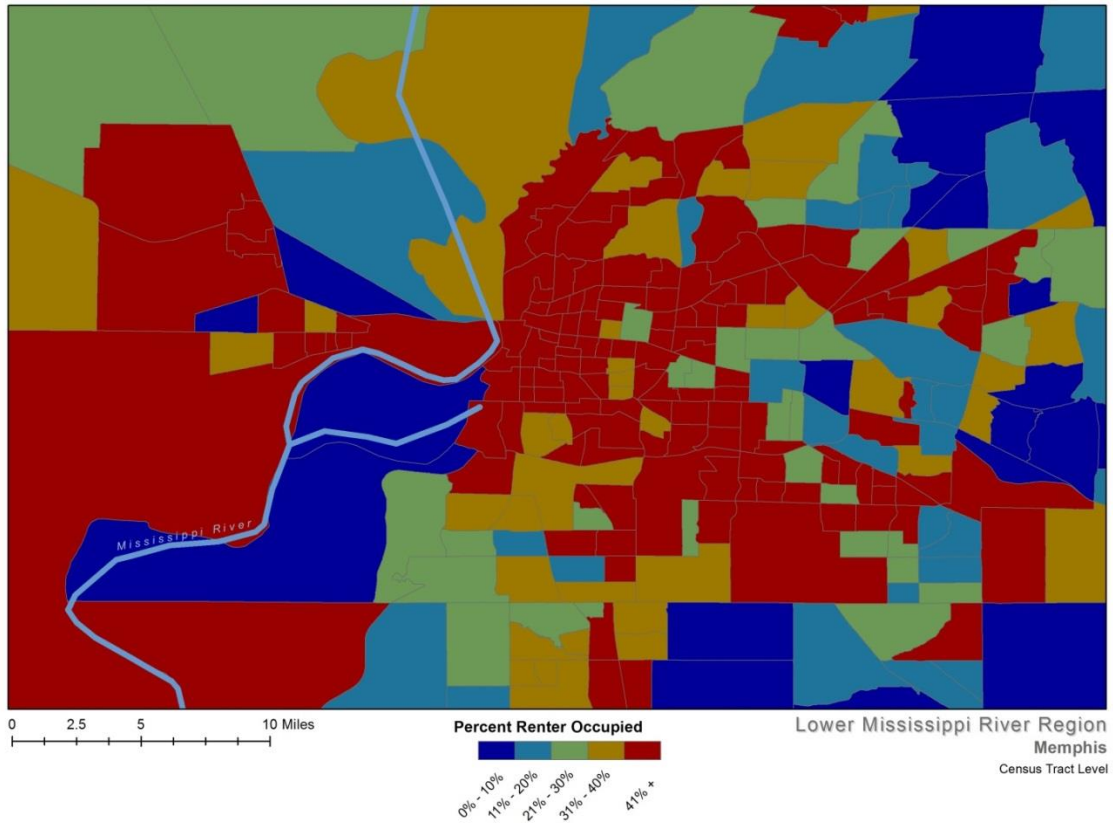 Mississippi River
0 2.5 5 10 Miles
Percent Renter Occupied
0% - 10%
11% - 20%
21% - 30%
31% - 40%
41% +
Lower Mississippi River Region
Memphis
Census Tract Level